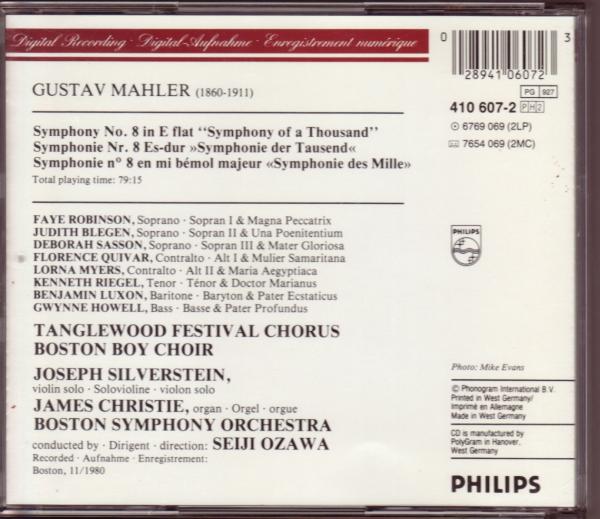 Digital Recording · Digital-Aufnahme · Enregistrement numérique
GUSTAV MAHLER (1860-1911)
Symphony No. 8 in E flat "Symphony of a Thousand"
Symphonie Nr. 8 Es-dur »Symphonie der Tausend«
Symphonie n° 8 en mi bémol majeur «Symphonie des Mille»
Total playing time: 79:15
FAYE ROBINSON, Soprano · Sopran I & Magna Peccatrix
JUDITH BLEGEN, Soprano · Sopran II & Una Poenitentium
DEBORAH SASSON, Soprano · Sopran III & Mater Gloriosa
FLORENCE QUIVAR, Contralto · Alt I & Mulier Samaritana
LORNA MYERS, Contralto · Alt II & Maria Aegyptiaca
KENNETH RIEGEL, Tenor · Ténor & Doctor Marianus
BENJAMIN LUXON, Baritone · Baryton & Pater Ecstaticus
GWYNNE HOWELL, Bass · Basse & Pater Profundus
TANGLEWOOD FESTIVAL CHORUS
BOSTON BOY CHOIR
JOSEPH SILVERSTEIN,
violin solo · Solovioline · violon solo
JAMES CHRISTIE, organ · Orgel · orgue
BOSTON SYMPHONY ORCHESTRA
conducted by · Dirigent · direction: SEIJI OZAWA
Recorded · Aufnahme · Enregistrement:
Boston, 11/1980
0 28941 06072 3
PG 927
410 607-2 PH2
6769 069 (2LP)
7654 069 (2MC)
PHILIPS
Photo: Mike Evans
© Phonogram International B.V.
Printed in West Germany/
Imprimé en Allemagne
Made in West Germany
CD is manufactured by
PolyGram in Hanover,
West Germany
PHILIPS